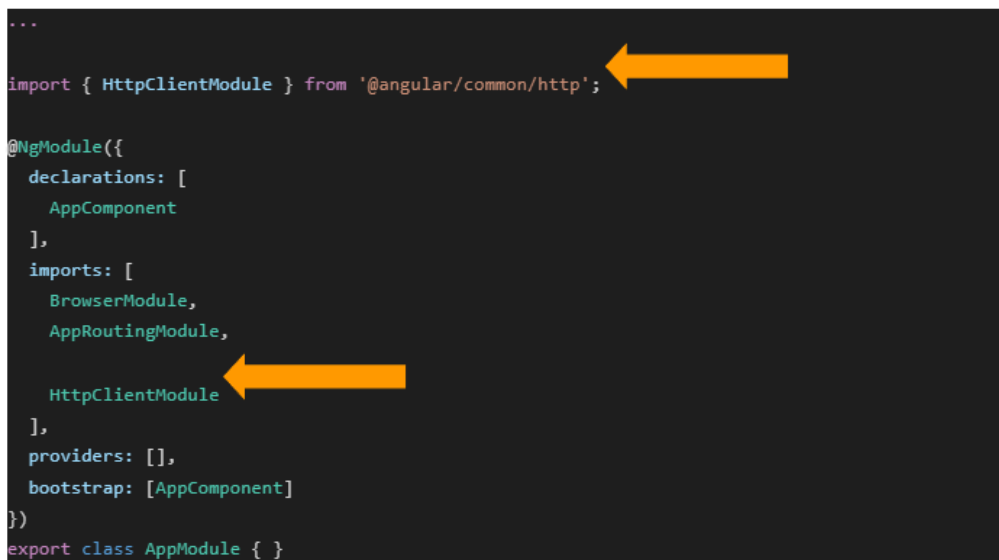 ...
import { HttpClientModule } from '@angular/common/http';
@NgModule({
declarations: [
AppComponent
],
imports: [
BrowserModule,
AppRoutingModule,
HttpClientModule
],
providers: [],
bootstrap: [AppComponent]
})
export class AppModule { }